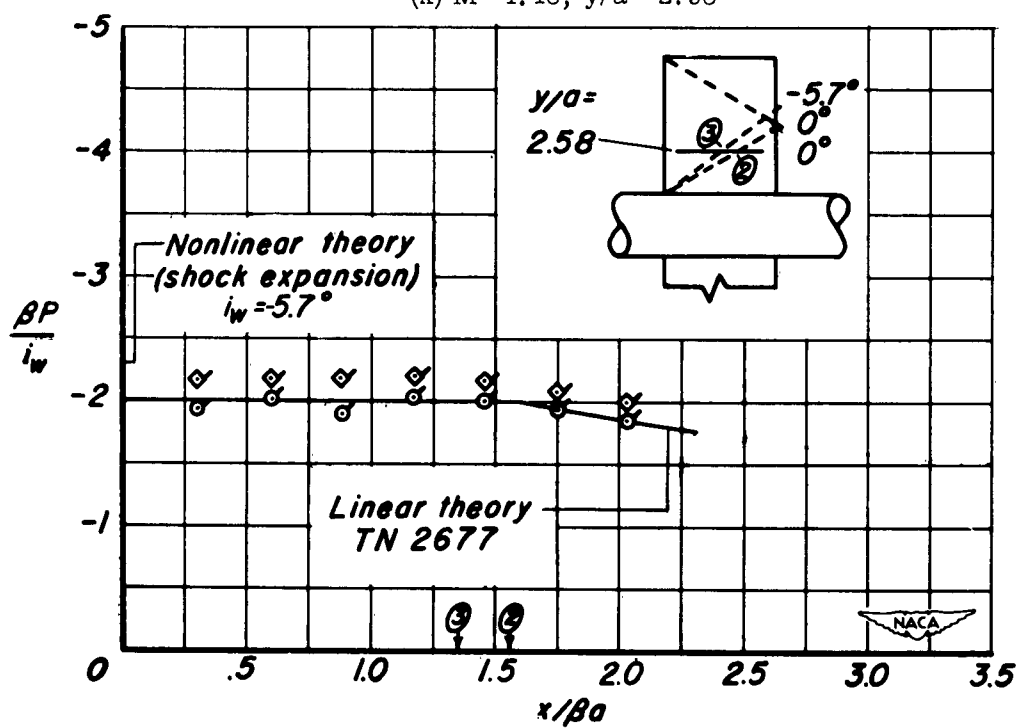 -5
-4
-3
-2
-1
0
βP
i_w
y/a=
2.58
-5.7°
0°
0°
③
②
Nonlinear theory
(shock expansion)
i_w =-5.7°
Linear theory
TN 2677
③ ②
NACA
.5 1.0 1.5 2.0 2.5 3.0 3.5
x/βa